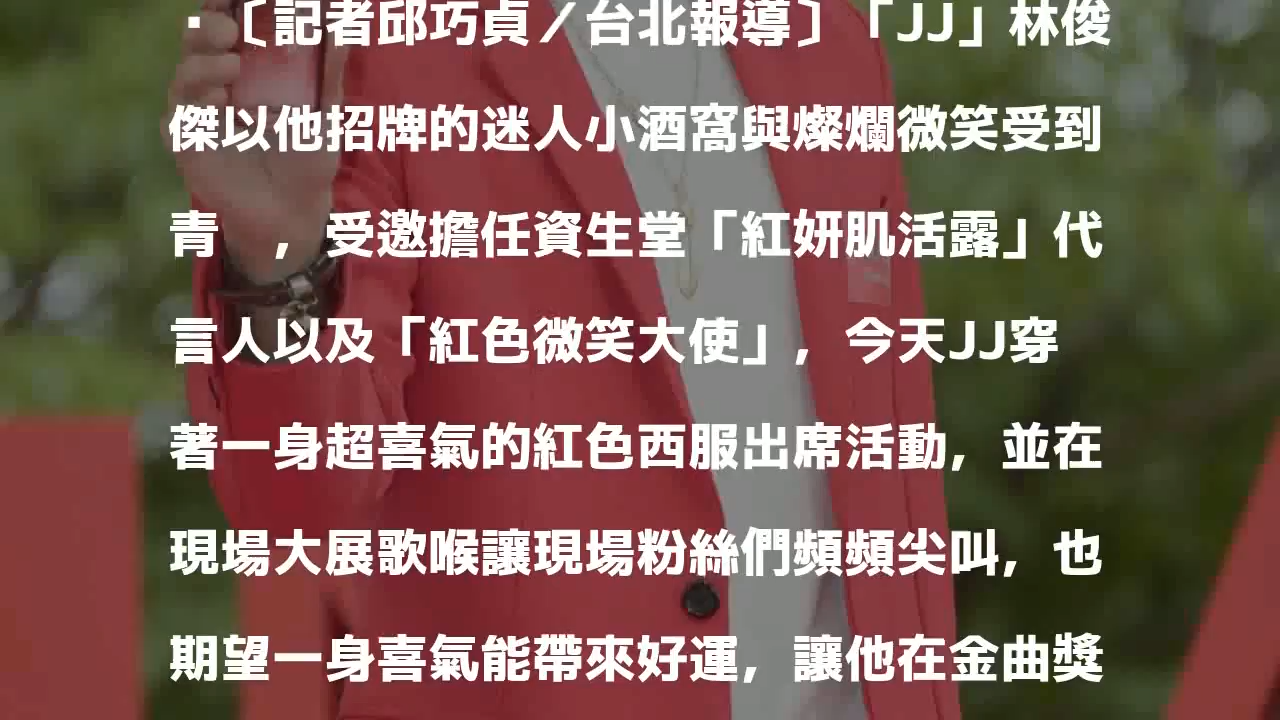 ·〔記者邱巧貞／台北報導〕「JJ」林俊
傑以他招牌的迷人小酒窩與燦爛微笑受到
青　，受邀擔任資生堂「紅妍肌活露」代
言人以及「紅色微笑大使」，今天JJ穿
著一身超喜氣的紅色西服出席活動，並在
現場大展歌喉讓現場粉絲們頻頻尖叫，也
期望一身喜氣能帶來好運，讓他在金曲獎